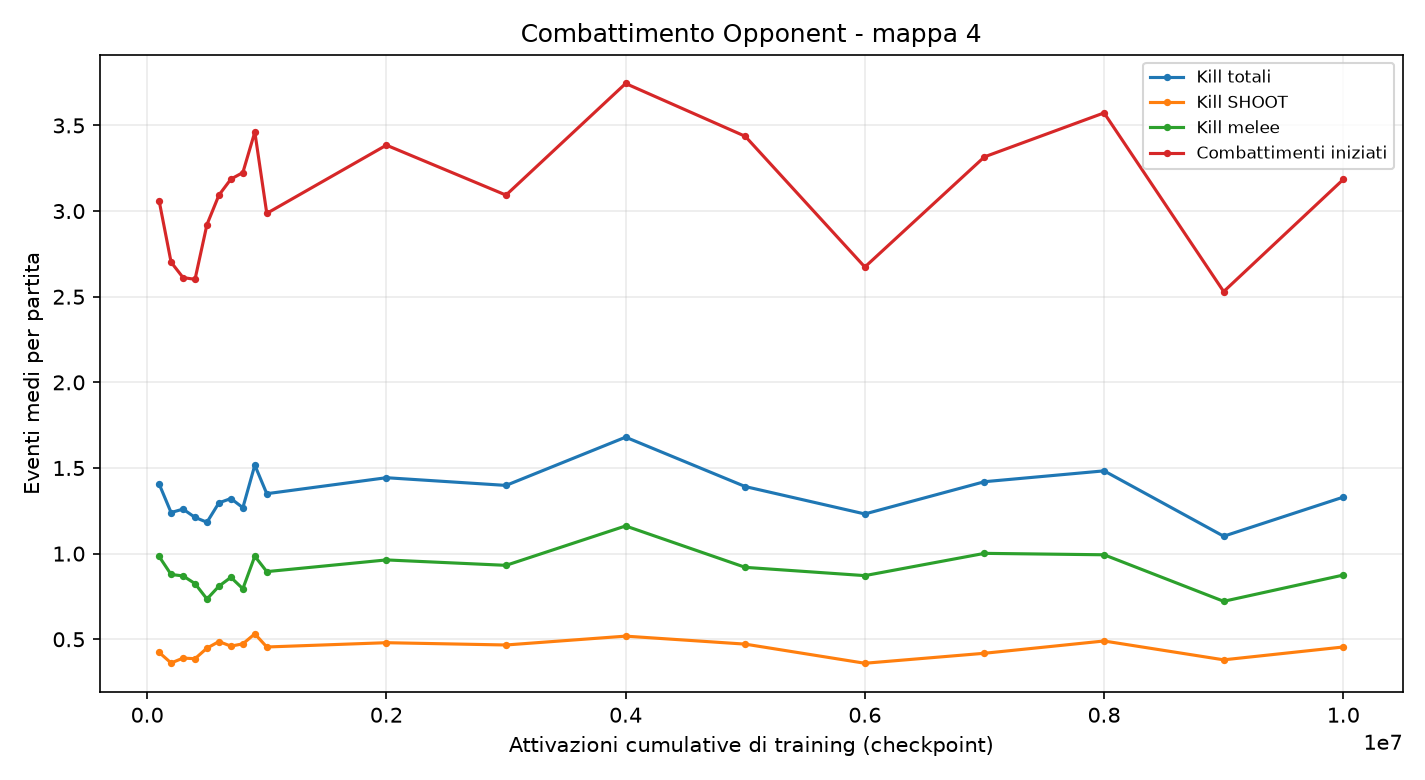 Combattimento Opponent - mappa 4
Kill totali
Kill SHOOT
Kill melee
Combattimenti iniziati
Eventi medi per partita
3.5
3.0
2.5
2.0
1.5
1.0
0.5
0.0
0.2
0.4
0.6
0.8
1.0
1e7
Attivazioni cumulative di training (checkpoint)